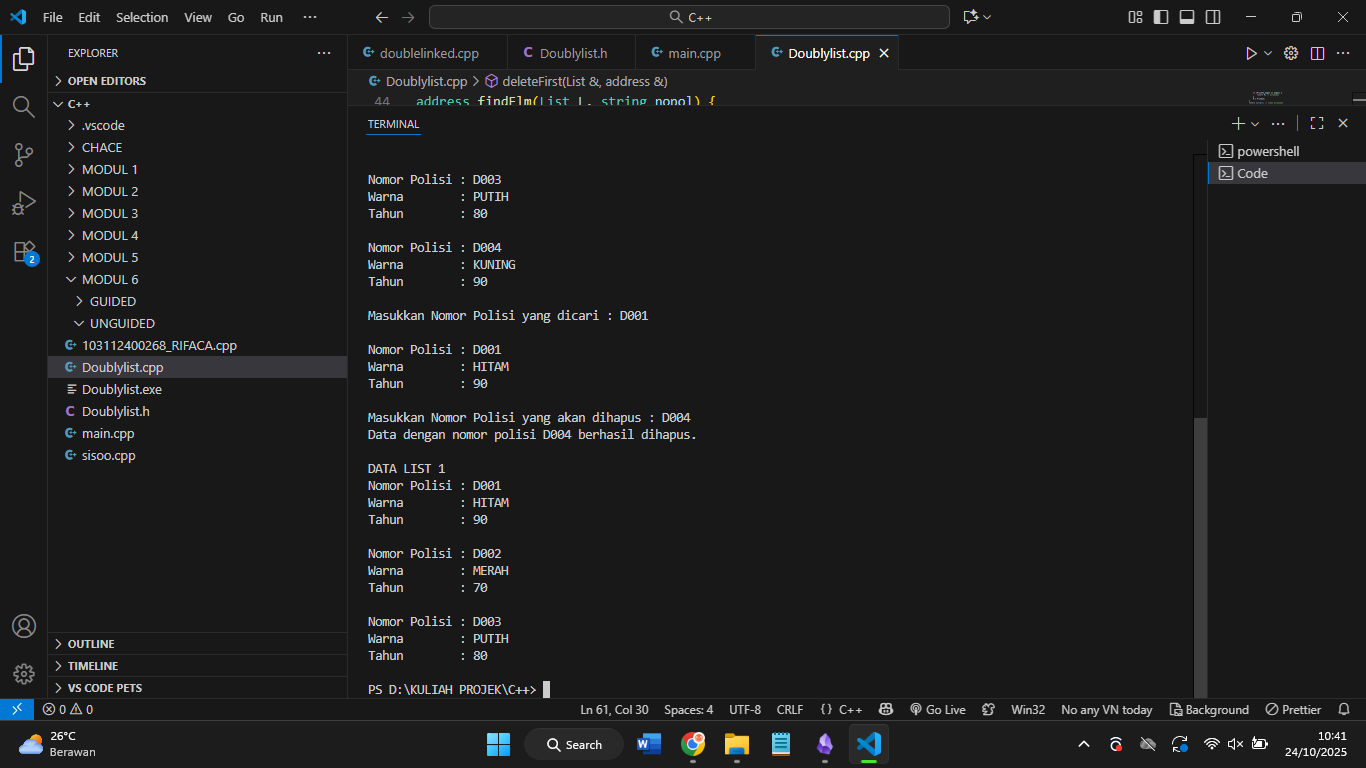 File Edit Selection View Go Run ··· C++
EXPLORER ···
OPEN EDITORS
C++
.vscode
CHACE
MODUL 1
MODUL 2
MODUL 3
MODUL 4
MODUL 5
MODUL 6
GUIDED
UNGUIDED
103112400268_RIFACA.cpp
Doublylist.cpp
Doublylist.exe
Doublylist.h
main.cpp
sisoo.cpp
OUTLINE
TIMELINE
VS CODE PETS
2
doublelinked.cpp Doublylist.h main.cpp Doublylist.cpp
Doublylist.cpp > deleteFirst(List &, address &)
44 address findElm(List L, string nopol) {
TERMINAL
Nomor Polisi : D003
Warna : PUTIH
Tahun : 80
Nomor Polisi : D004
Warna : KUNING
Tahun : 90
Masukkan Nomor Polisi yang dicari : D001
Nomor Polisi : D001
Warna : HITAM
Tahun : 90
Masukkan Nomor Polisi yang akan dihapus : D004
Data dengan nomor polisi D004 berhasil dihapus.
DATA LIST 1
Nomor Polisi : D001
Warna : HITAM
Tahun : 90
Nomor Polisi : D002
Warna : MERAH
Tahun : 70
Nomor Polisi : D003
Warna : PUTIH
Tahun : 80
PS D:\KULIAH PROJEK\C++>
powershell
Code
0 0 Ln 61, Col 30 Spaces: 4 UTF-8 CRLF {} C++ Go Live Win32 No any VN today Background Prettier
26°C
Berawan
Search
10:41
24/10/2025